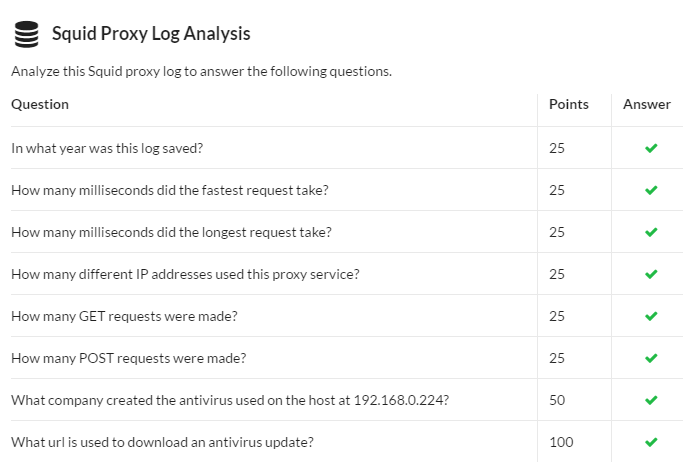 Squid Proxy Log Analysis
Analyze this Squid proxy log to answer the following questions.
Question Points Answer
In what year was this log saved? 25
How many milliseconds did the fastest request take? 25
How many milliseconds did the longest request take? 25
How many different IP addresses used this proxy service? 25
How many GET requests were made? 25
How many POST requests were made? 25
What company created the antivirus used on the host at 192.168.0.224? 50
What url is used to download an antivirus update? 100